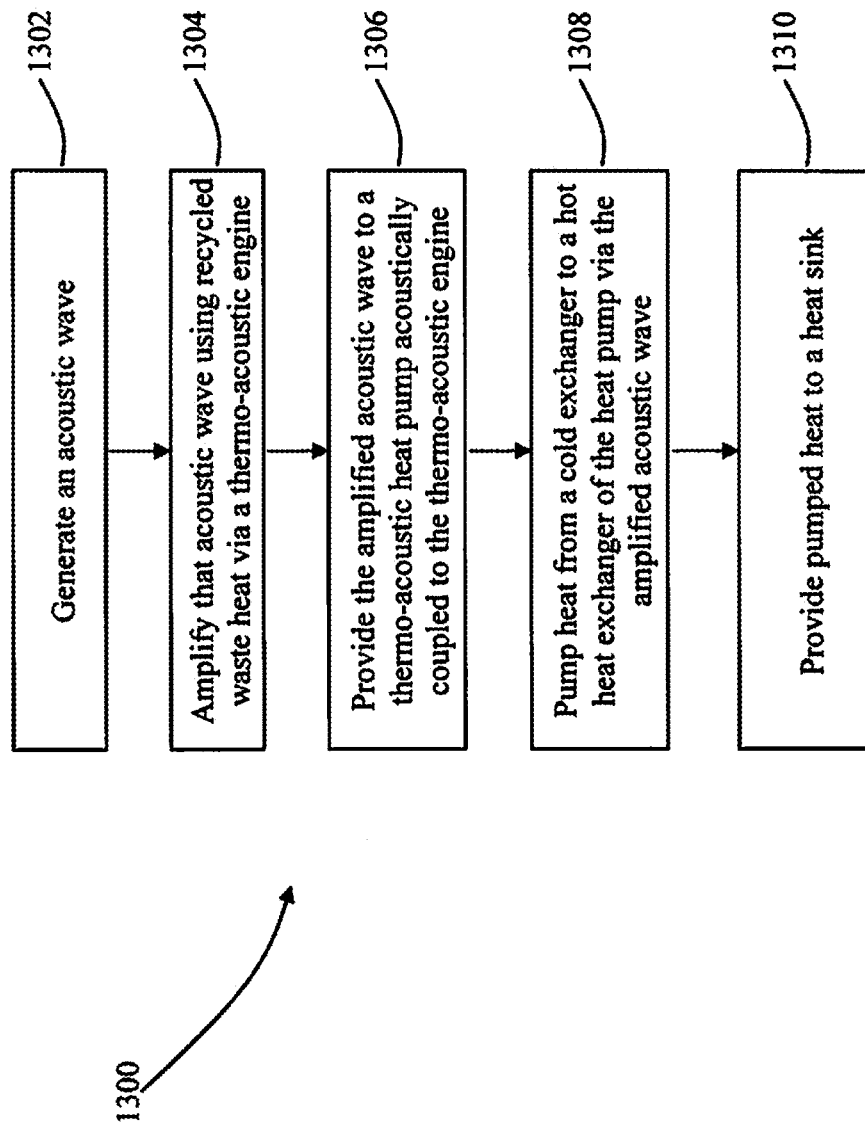 1300
Generate an acoustic wave
1302
Amplify that acoustic wave using recycled
waste heat via a thermo-acoustic engine
1304
Provide the amplified acoustic wave to a
thermo-acoustic heat pump acoustically
coupled to the thermo-acoustic engine
1306
Pump heat from a cold exchanger to a hot
heat exchanger of the heat pump via the
amplified acoustic wave
1308
Provide pumped heat to a heat sink
1310